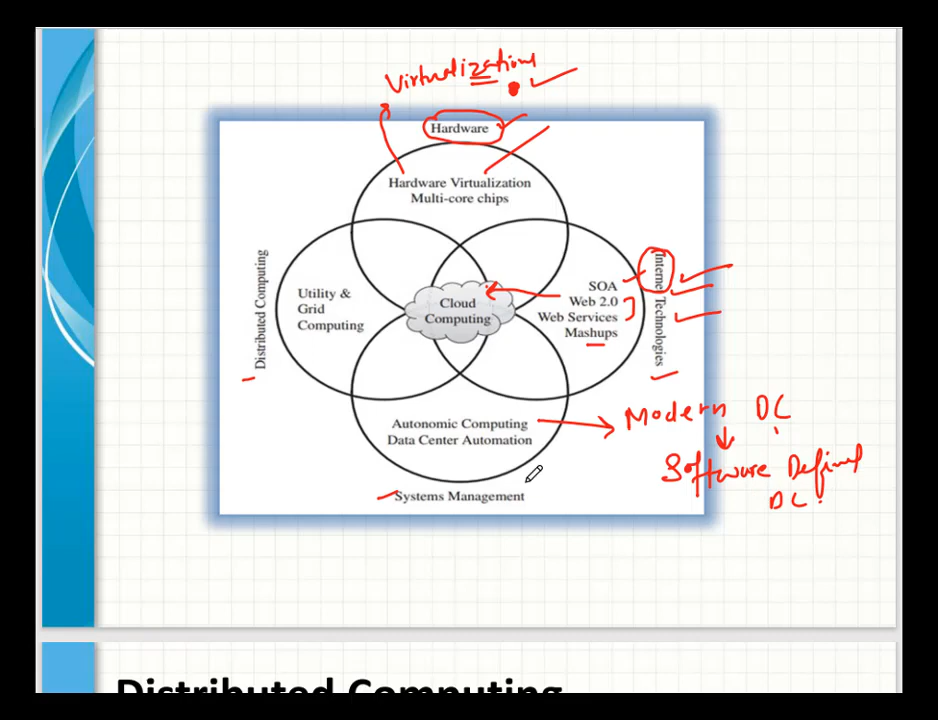 Virtualization
Hardware
Hardware Virtualization
Multi-core chips
Distributed Computing
Utility &
Grid
Computing
Cloud
Computing
SOA
Web 2.0
Web Services
Mashups
Interne Technologies
Autonomic Computing
Data Center Automation
Systems Management
Modern DC
Software Defined
DC
Distributed Computing